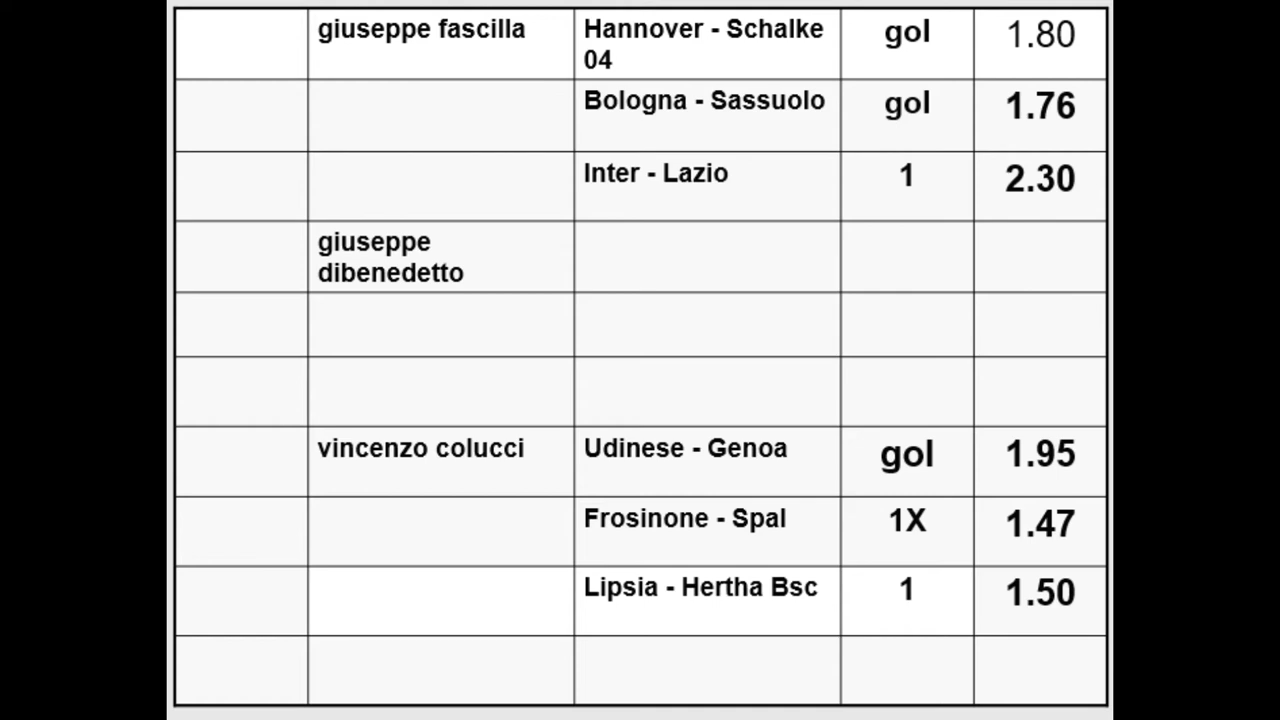 giuseppe fascilla Hannover - Schalke gol 1.80
04
Bologna - Sassuolo gol 1.76
Inter - Lazio 1 2.30
giuseppe
dibenedetto
vincenzo colucci Udinese - Genoa gol 1.95
Frosinone - Spal 1X 1.47
Lipsia - Hertha Bsc 1 1.50